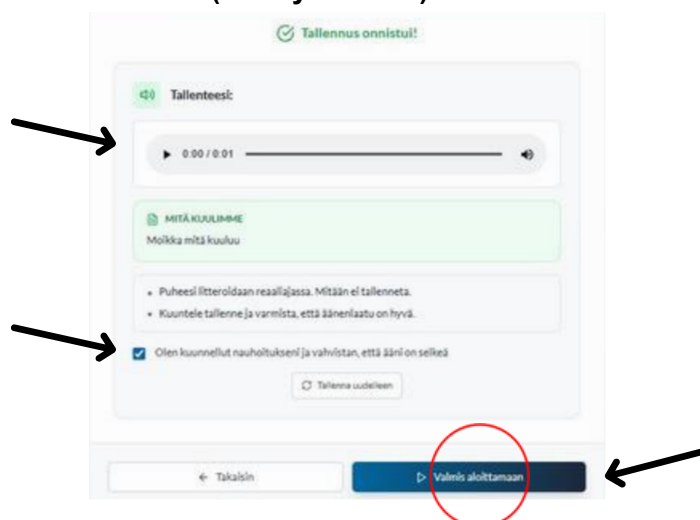 Tallennus onnistui!
Tallenteesi:
0:00 / 0:01
MITÄ KUULIMME
Moikka mitä kuuluu
• Puheesi litteroidaan reaaliajassa. Mitään ei tallenneta.
• Kuuntele tallenne ja varmista, että äänenlaatu on hyvä.
Olen kuunnellut nauhoitukseni ja vahvistan, että ääni on selkeä
Tallenna uudelleen
← Takaisin
Valmis aloittamaan